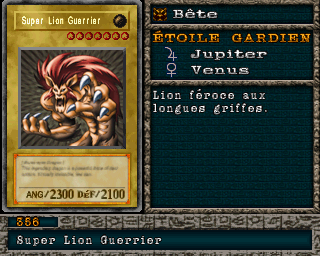 Super Lion Guerrier
ANG/2300 DéF/2100
Bête
ÉTOILE GARDIEN
Jupiter
Venus
Lion féroce aux
longues griffes.
356
Super Lion Guerrier